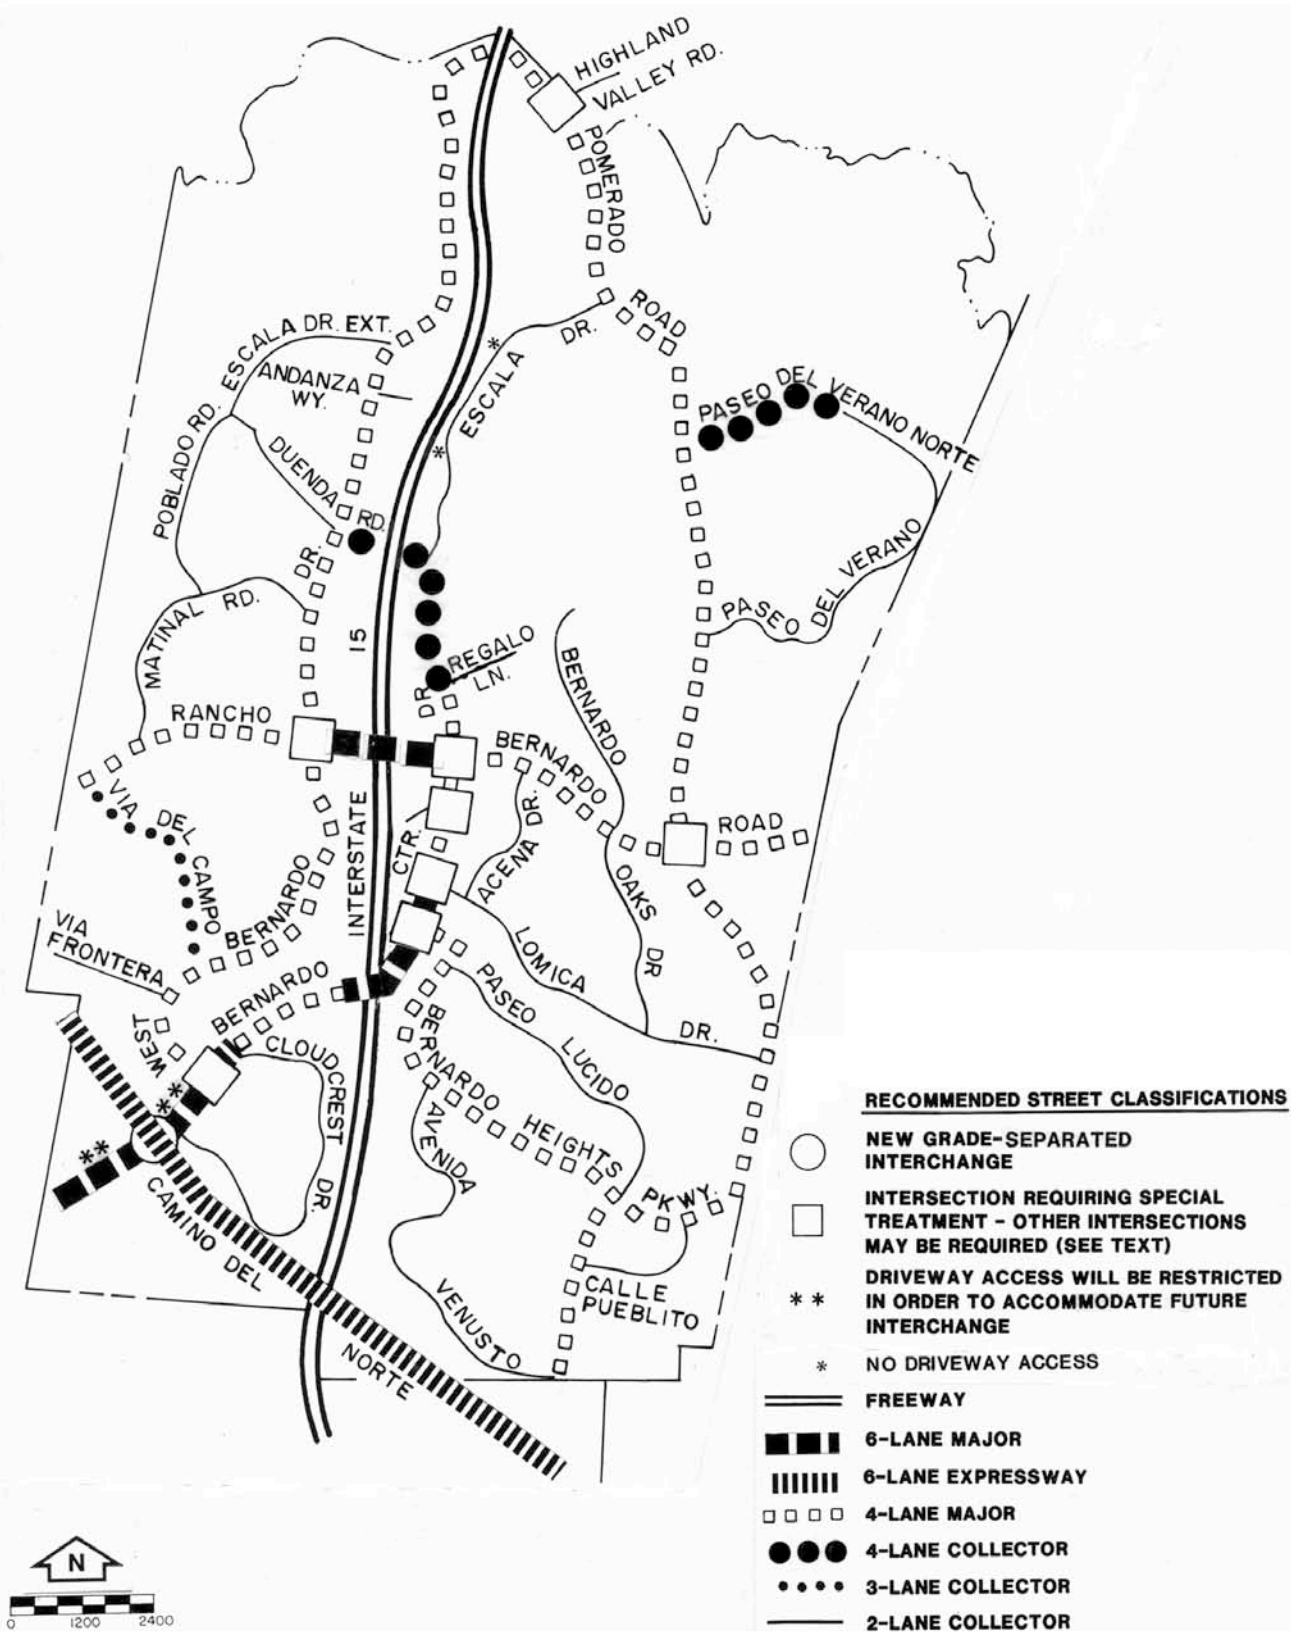 HIGHLAND
VALLEY RD.
POMERADO
ROAD
ESCALA DR. EXT.
ANDANZA
WY.
ESCALA
DR.
*
*
PASEO DEL VERANO NORTE
POBLADO RD.
DUENDA
RD.
DR.
MATINAL RD.
15
PASEO
DEL VERANO
REGALO
LN.
DR.
RANCHO
BERNARDO
ROAD
BERNARDO
OAKS
DR
VIA
DEL
CAMPO
INTERSTATE
CTR.
ACENA DR.
BERNARDO
VIA
FRONTERA
BERNARDO
LOMICA
DR.
PASEO
LUCIDO
WEST
CLOUDCREST
DR.
BERNARDO
HEIGHTS
PKWY.
AVENIDA
VENUSTO
**
**
CAMINO DEL
NORTE
CALLE
PUEBLITO
RECOMMENDED STREET CLASSIFICATIONS
NEW GRADE-SEPARATED
INTERCHANGE
INTERSECTION REQUIRING SPECIAL
TREATMENT - OTHER INTERSECTIONS
MAY BE REQUIRED (SEE TEXT)
DRIVEWAY ACCESS WILL BE RESTRICTED
** IN ORDER TO ACCOMMODATE FUTURE
INTERCHANGE
* NO DRIVEWAY ACCESS
FREEWAY
6-LANE MAJOR
6-LANE EXPRESSWAY
4-LANE MAJOR
4-LANE COLLECTOR
3-LANE COLLECTOR
2-LANE COLLECTOR
N
0 1200 2400